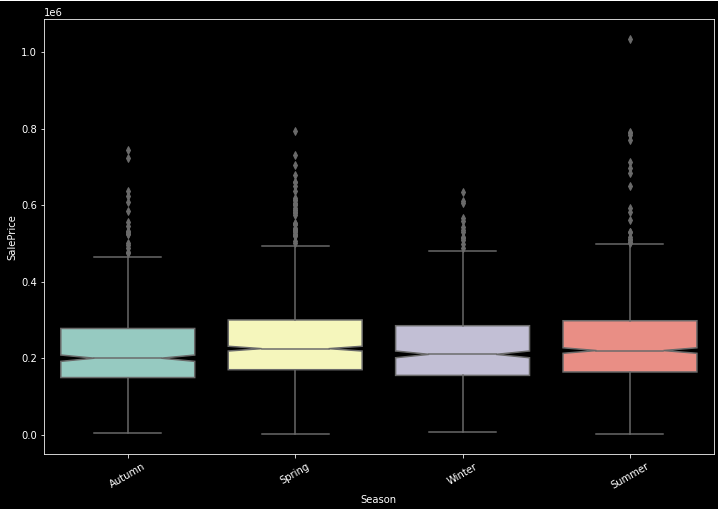 1e6
1.0
0.8
0.6
0.4
0.2
0.0
SalePrice
Autumn
Spring
Winter
Summer
Season